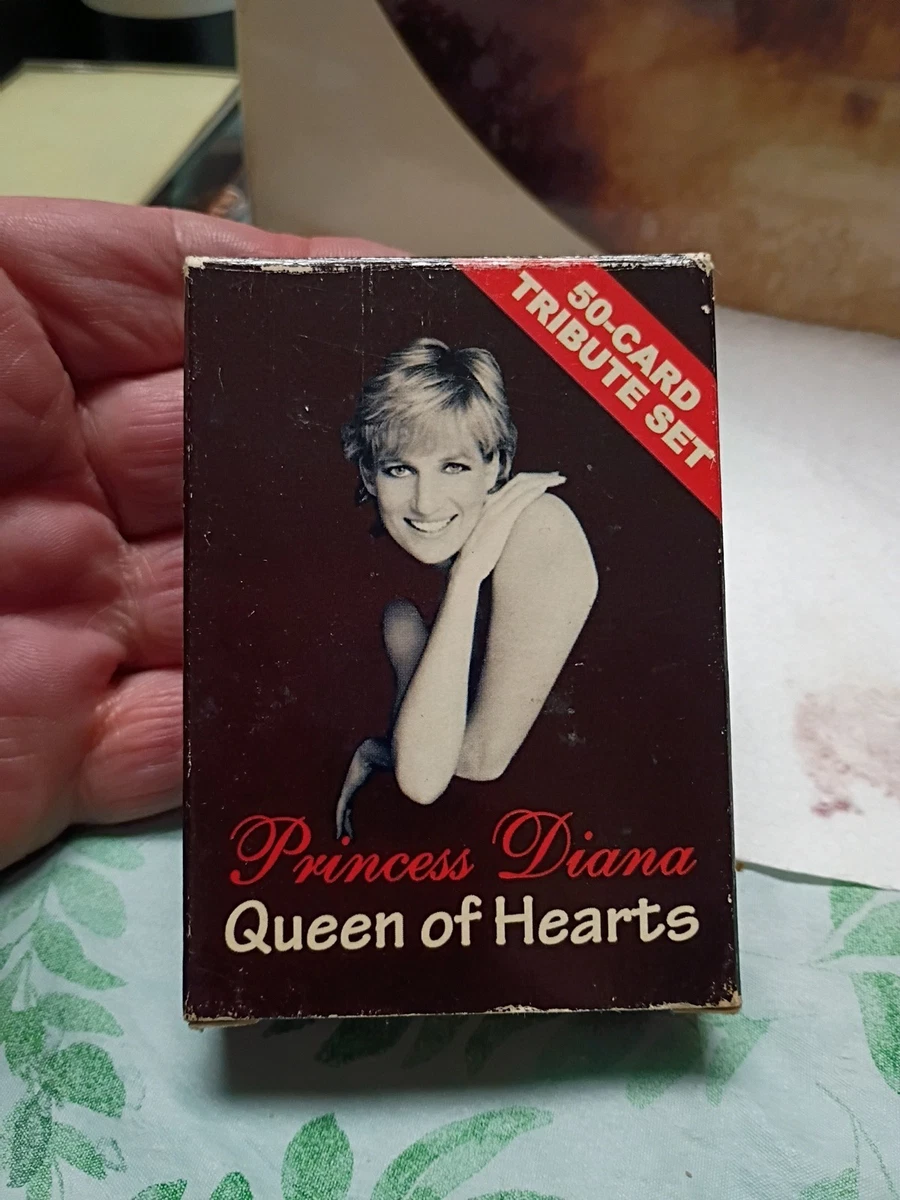 50-CARD
TRIBUTE SET
Princess Diana
Queen of Hearts